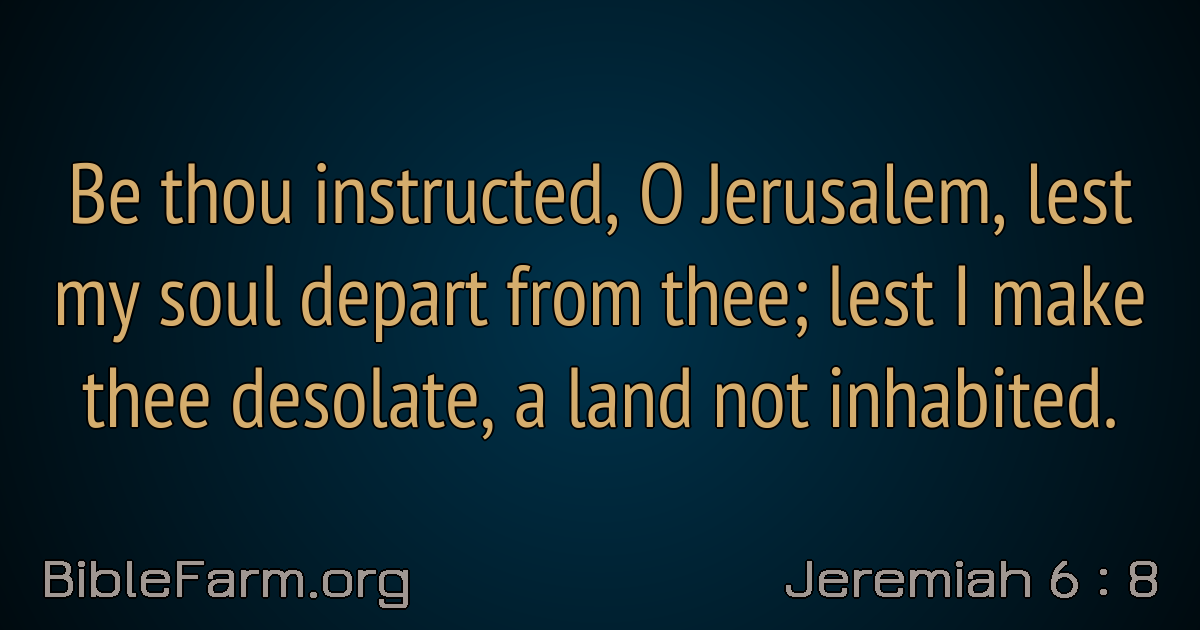 Be thou instructed, O Jerusalem, lest
my soul depart from thee; lest I make
thee desolate, a land not inhabited.
BibleFarm.org
Jeremiah 6 : 8